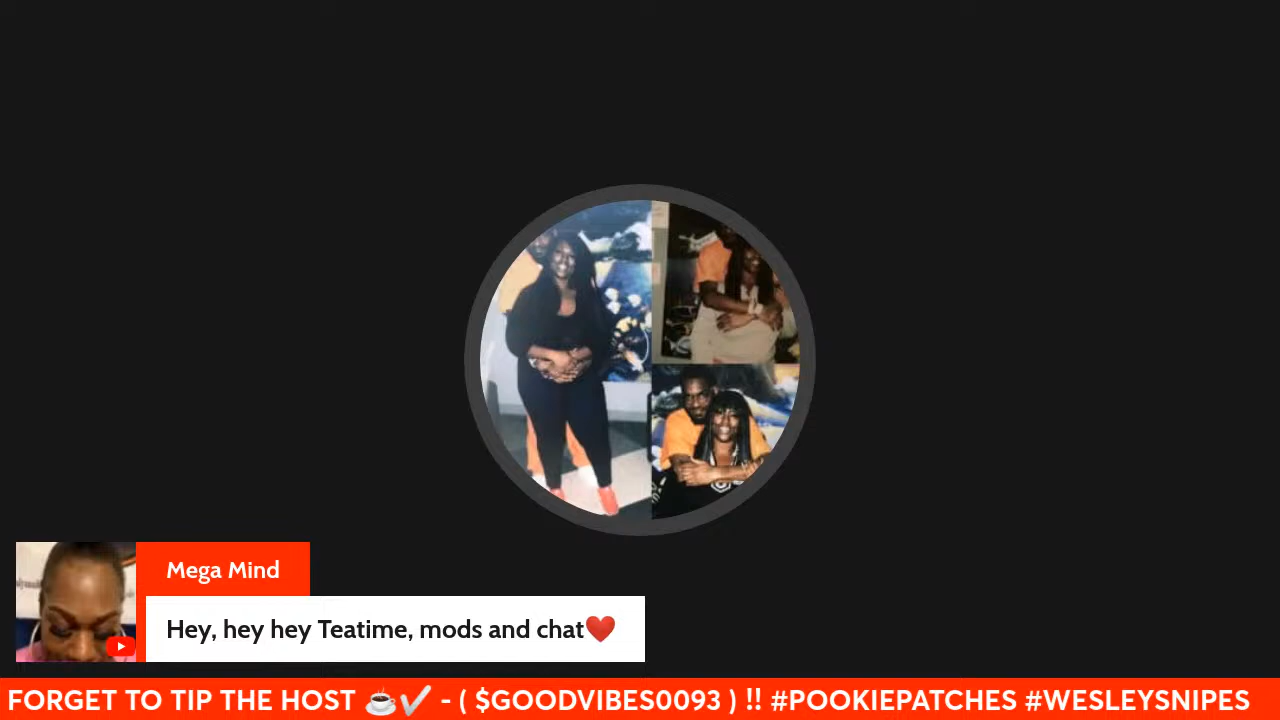 Mega Mind
Hey, hey hey Teatime, mods and chat❤️
FORGET TO TIP THE HOST ☕✔️ - ( $GOODVIBES0093 ) !! #POOKIEPATCHES #WESLEYSNIPES